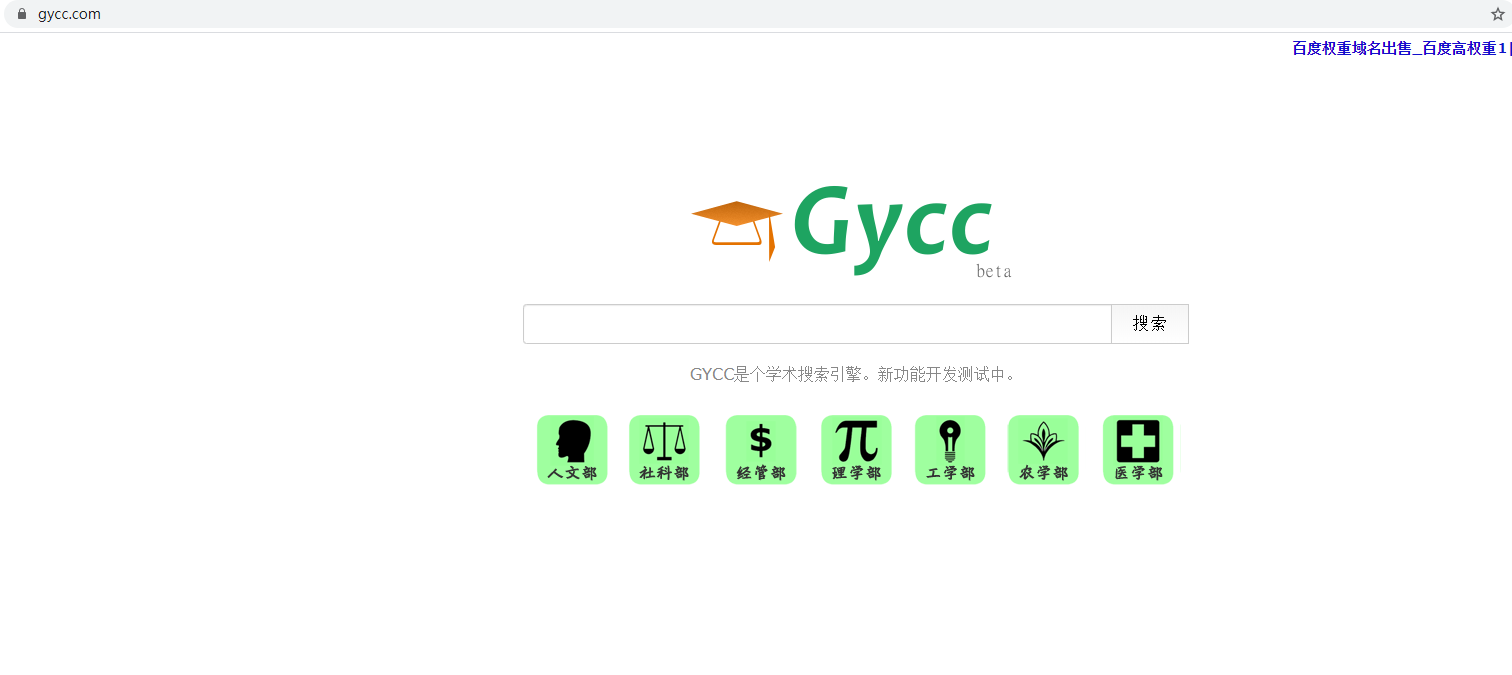 gycc.com
百度权重域名出售_百度高权重1
Gycc
beta
搜索
GYCC是个学术搜索引擎。新功能开发测试中。
人文部 社科部 经管部 理学部 工学部 农学部 医学部